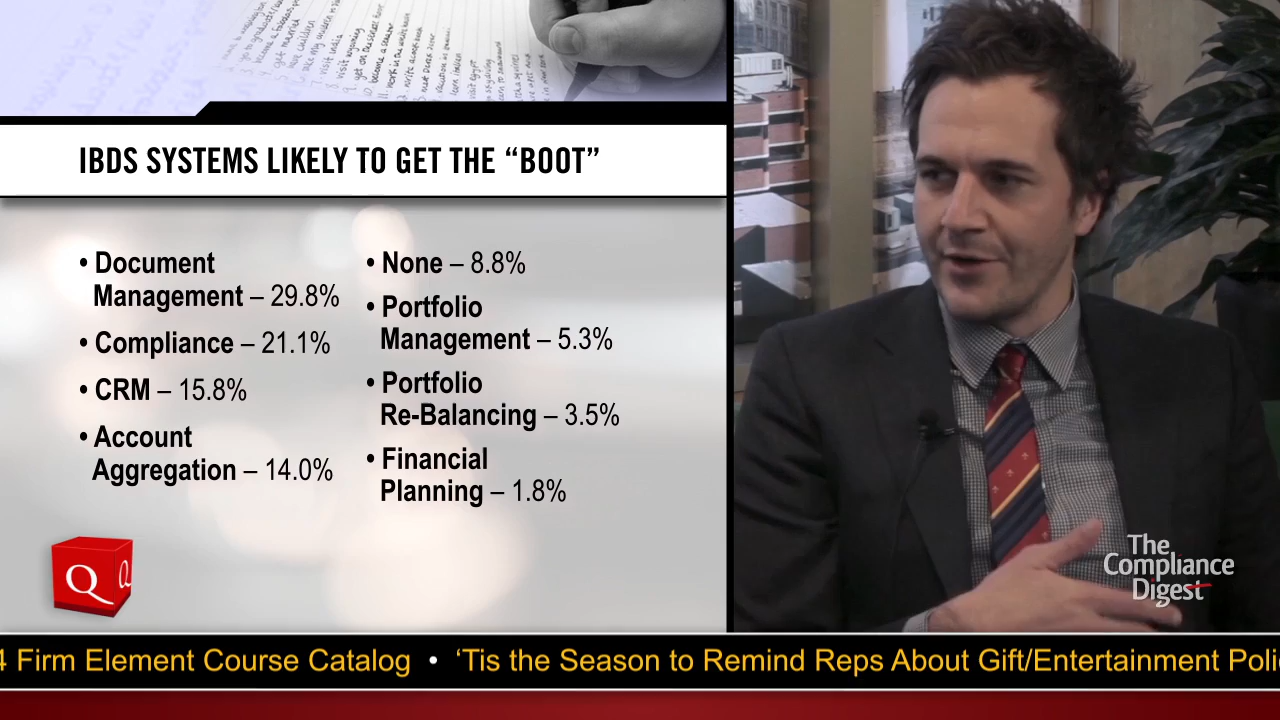 IBDS SYSTEMS LIKELY TO GET THE “BOOT”
• Document
Management – 29.8%
• Compliance – 21.1%
• CRM – 15.8%
• Account
Aggregation – 14.0%
• None – 8.8%
• Portfolio
Management – 5.3%
• Portfolio
Re-Balancing – 3.5%
• Financial
Planning – 1.8%
Q
The
Compliance
Digest
4 Firm Element Course Catalog • ‘Tis the Season to Remind Reps About Gift/Entertainment Poli